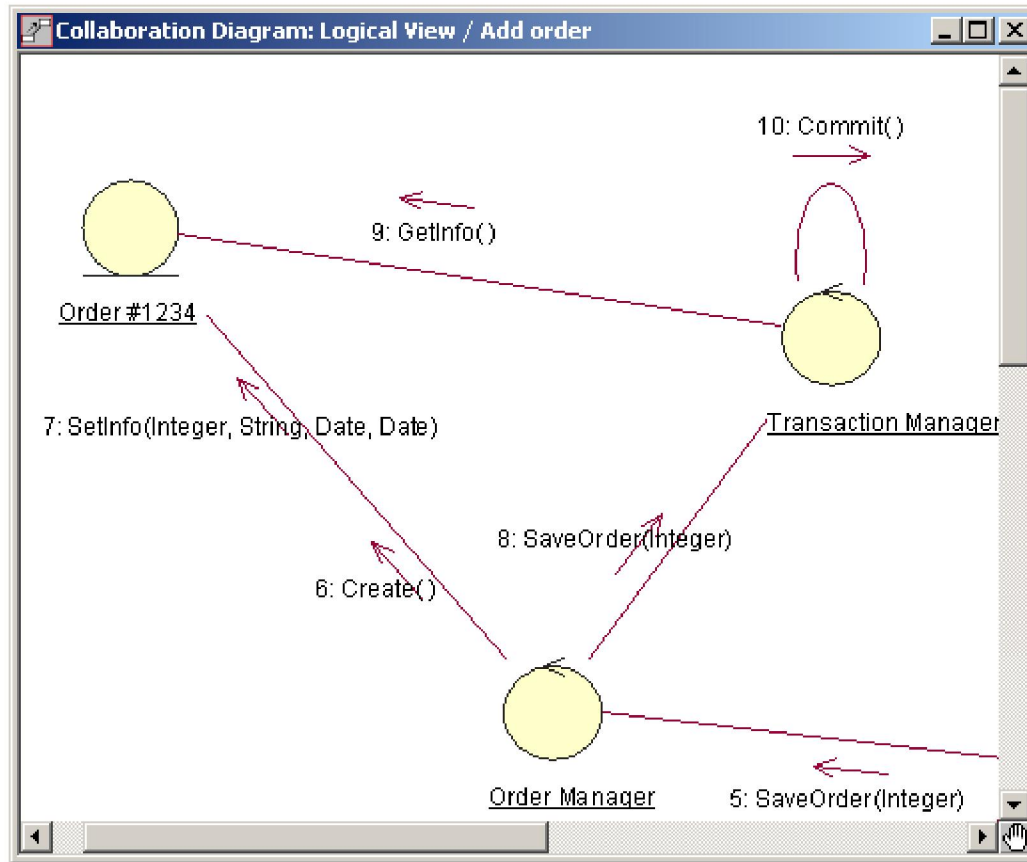 Collaboration Diagram: Logical View / Add order
10: Commit()
9: GetInfo()
Order #1234
7: SetInfo(Integer, String, Date, Date)
Transaction Manager
8: SaveOrder(Integer)
6: Create()
Order Manager
5: SaveOrder(Integer)